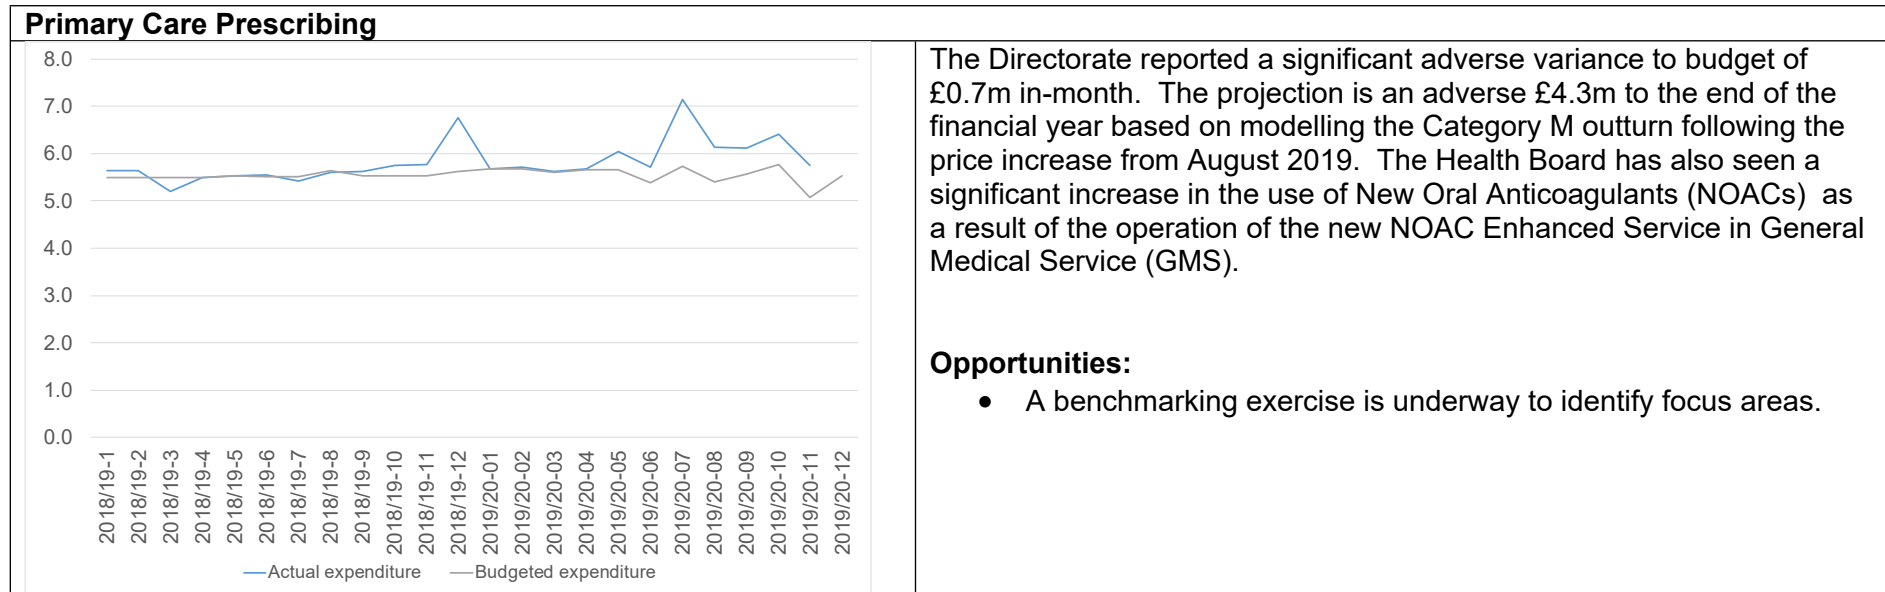 Primary Care Prescribing
8.0
7.0
6.0
5.0
4.0
3.0
2.0
1.0
0.0
2018/19-1
2018/19-2
2018/19-3
2018/19-4
2018/19-5
2018/19-6
2018/19-7
2018/19-8
2018/19-9
2018/19-10
2018/19-11
2018/19-12
2019/20-01
2019/20-02
2019/20-03
2019/20-04
2019/20-05
2019/20-06
2019/20-07
2019/20-08
2019/20-09
2019/20-10
2019/20-11
2019/20-12
Actual expenditure
Budgeted expenditure
The Directorate reported a significant adverse variance to budget of
£0.7m in-month.  The projection is an adverse £4.3m to the end of the
financial year based on modelling the Category M outturn following the
price increase from August 2019.  The Health Board has also seen a
significant increase in the use of New Oral Anticoagulants (NOACs)  as
a result of the operation of the new NOAC Enhanced Service in General
Medical Service (GMS).
Opportunities:
• A benchmarking exercise is underway to identify focus areas.